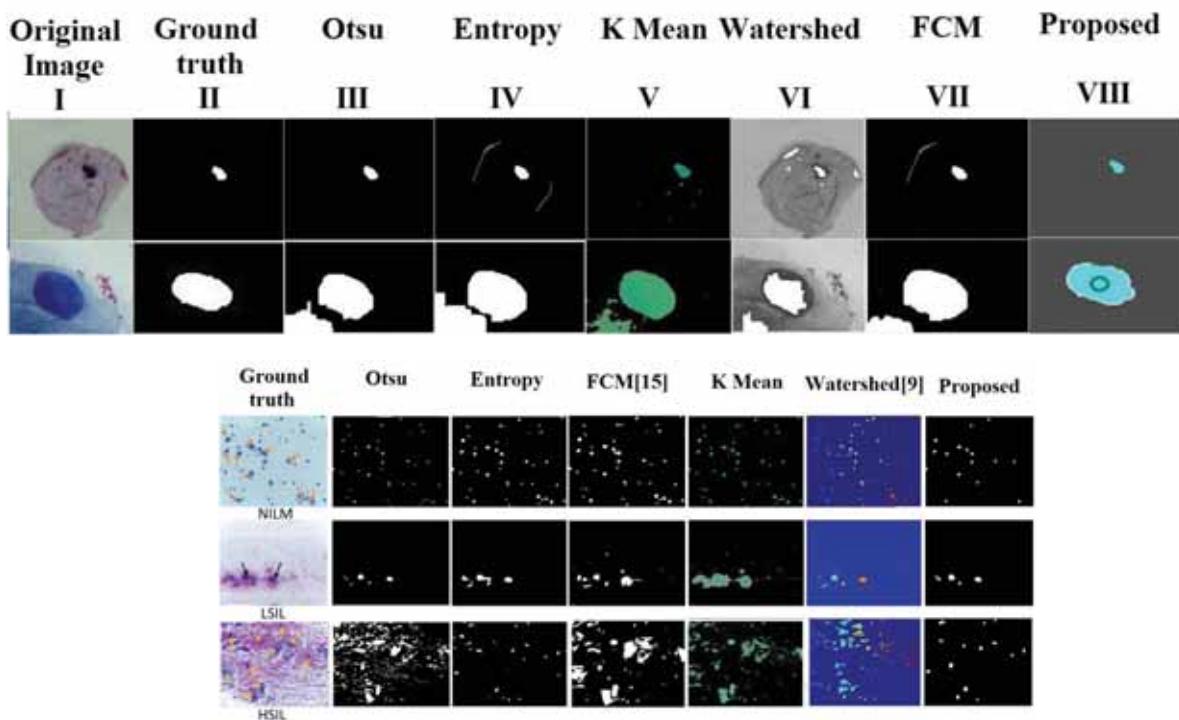 Original Image Ground truth Otsu Entropy K Mean Watershed FCM Proposed
I II III IV V VI VII VIII
Ground truth Otsu Entropy FCM[15] K Mean Watershed[9] Proposed
NILM
LSIL
HSIL